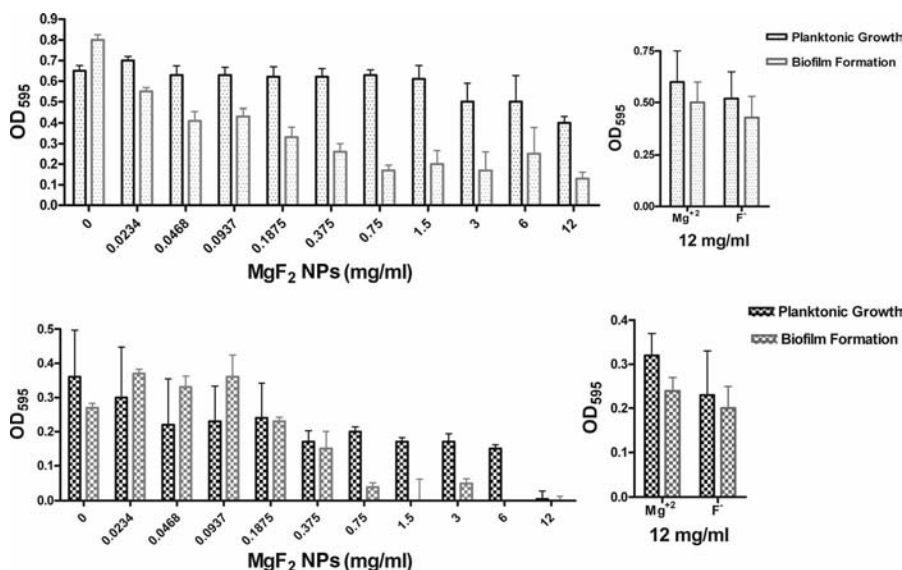 0.9
0.8
0.7
0.6
0.5
0.4
0.3
0.2
0.1
0.0
OD595
0
0.0234
0.0468
0.0937
0.1875
0.375
0.75
1.5
3
6
12
MgF2 NPs (mg/ml)
0.75
0.50
0.25
0.00
OD595
Mg+2
F-
12 mg/ml
Planktonic Growth
Biofilm Formation
0.5
0.4
0.3
0.2
0.1
0.0
OD595
0
0.0234
0.0468
0.0937
0.1875
0.375
0.75
1.5
3
6
12
MgF2 NPs (mg/ml)
0.4
0.3
0.2
0.1
0.0
OD595
Mg+2
F-
12 mg/ml
Planktonic Growth
Biofilm Formation